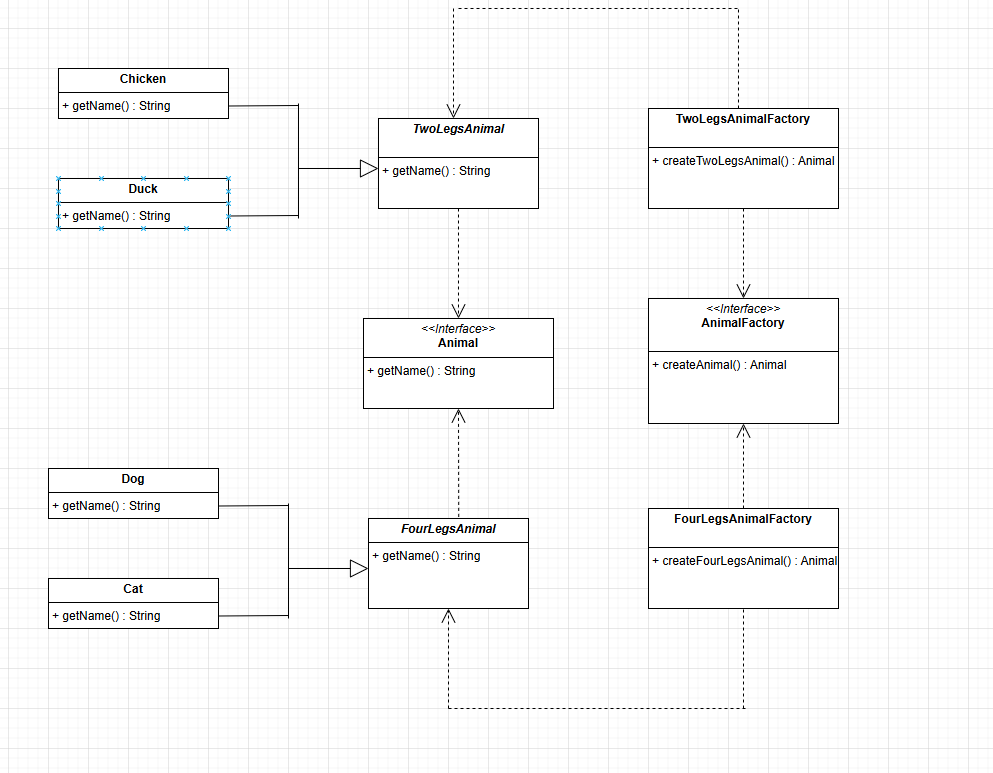 Chicken
+ getName() : String
Duck
+ getName() : String
TwoLegsAnimal
+ getName() : String
TwoLegsAnimalFactory
+ createTwoLegsAnimal() : Animal
<<Interface>>
Animal
+ getName() : String
<<Interface>>
AnimalFactory
+ createAnimal() : Animal
Dog
+ getName() : String
Cat
+ getName() : String
FourLegsAnimal
+ getName() : String
FourLegsAnimalFactory
+ createFourLegsAnimal() : Animal